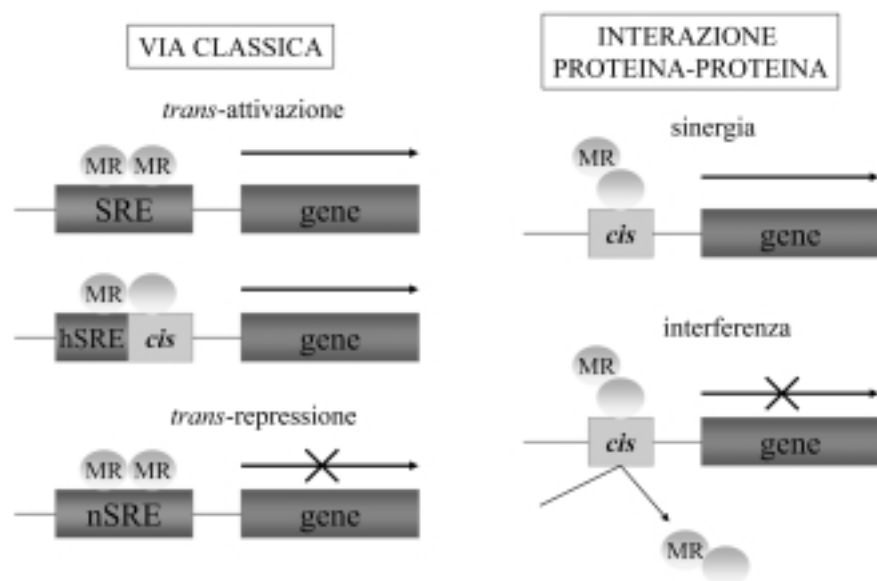 VIA CLASSICA
trans-attivazione
MR MR
SRE gene
MR
hSRE cis gene
trans-repressione
MR MR
nSRE gene
INTERAZIONE
PROTEINA-PROTEINA
sinergia
MR
cis gene
interferenza
MR
cis gene
MR